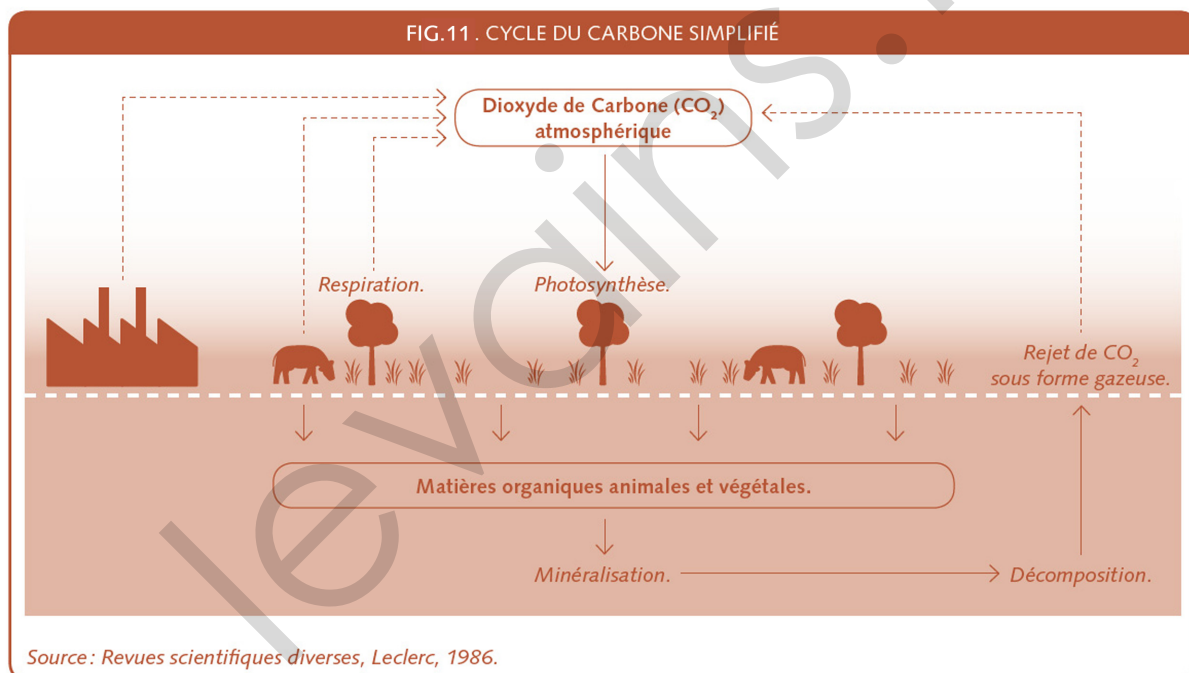 FIG.11. CYCLE DU CARBONE SIMPLIFIÉ
Dioxyde de Carbone (CO₂)
atmosphérique
Respiration.
Photosynthèse.
Rejet de CO₂
sous forme gazeuse.
Matières organiques animales et végétales.
Minéralisation.
Décomposition.
Source : Revues scientifiques diverses, Leclerc, 1986.
levains.